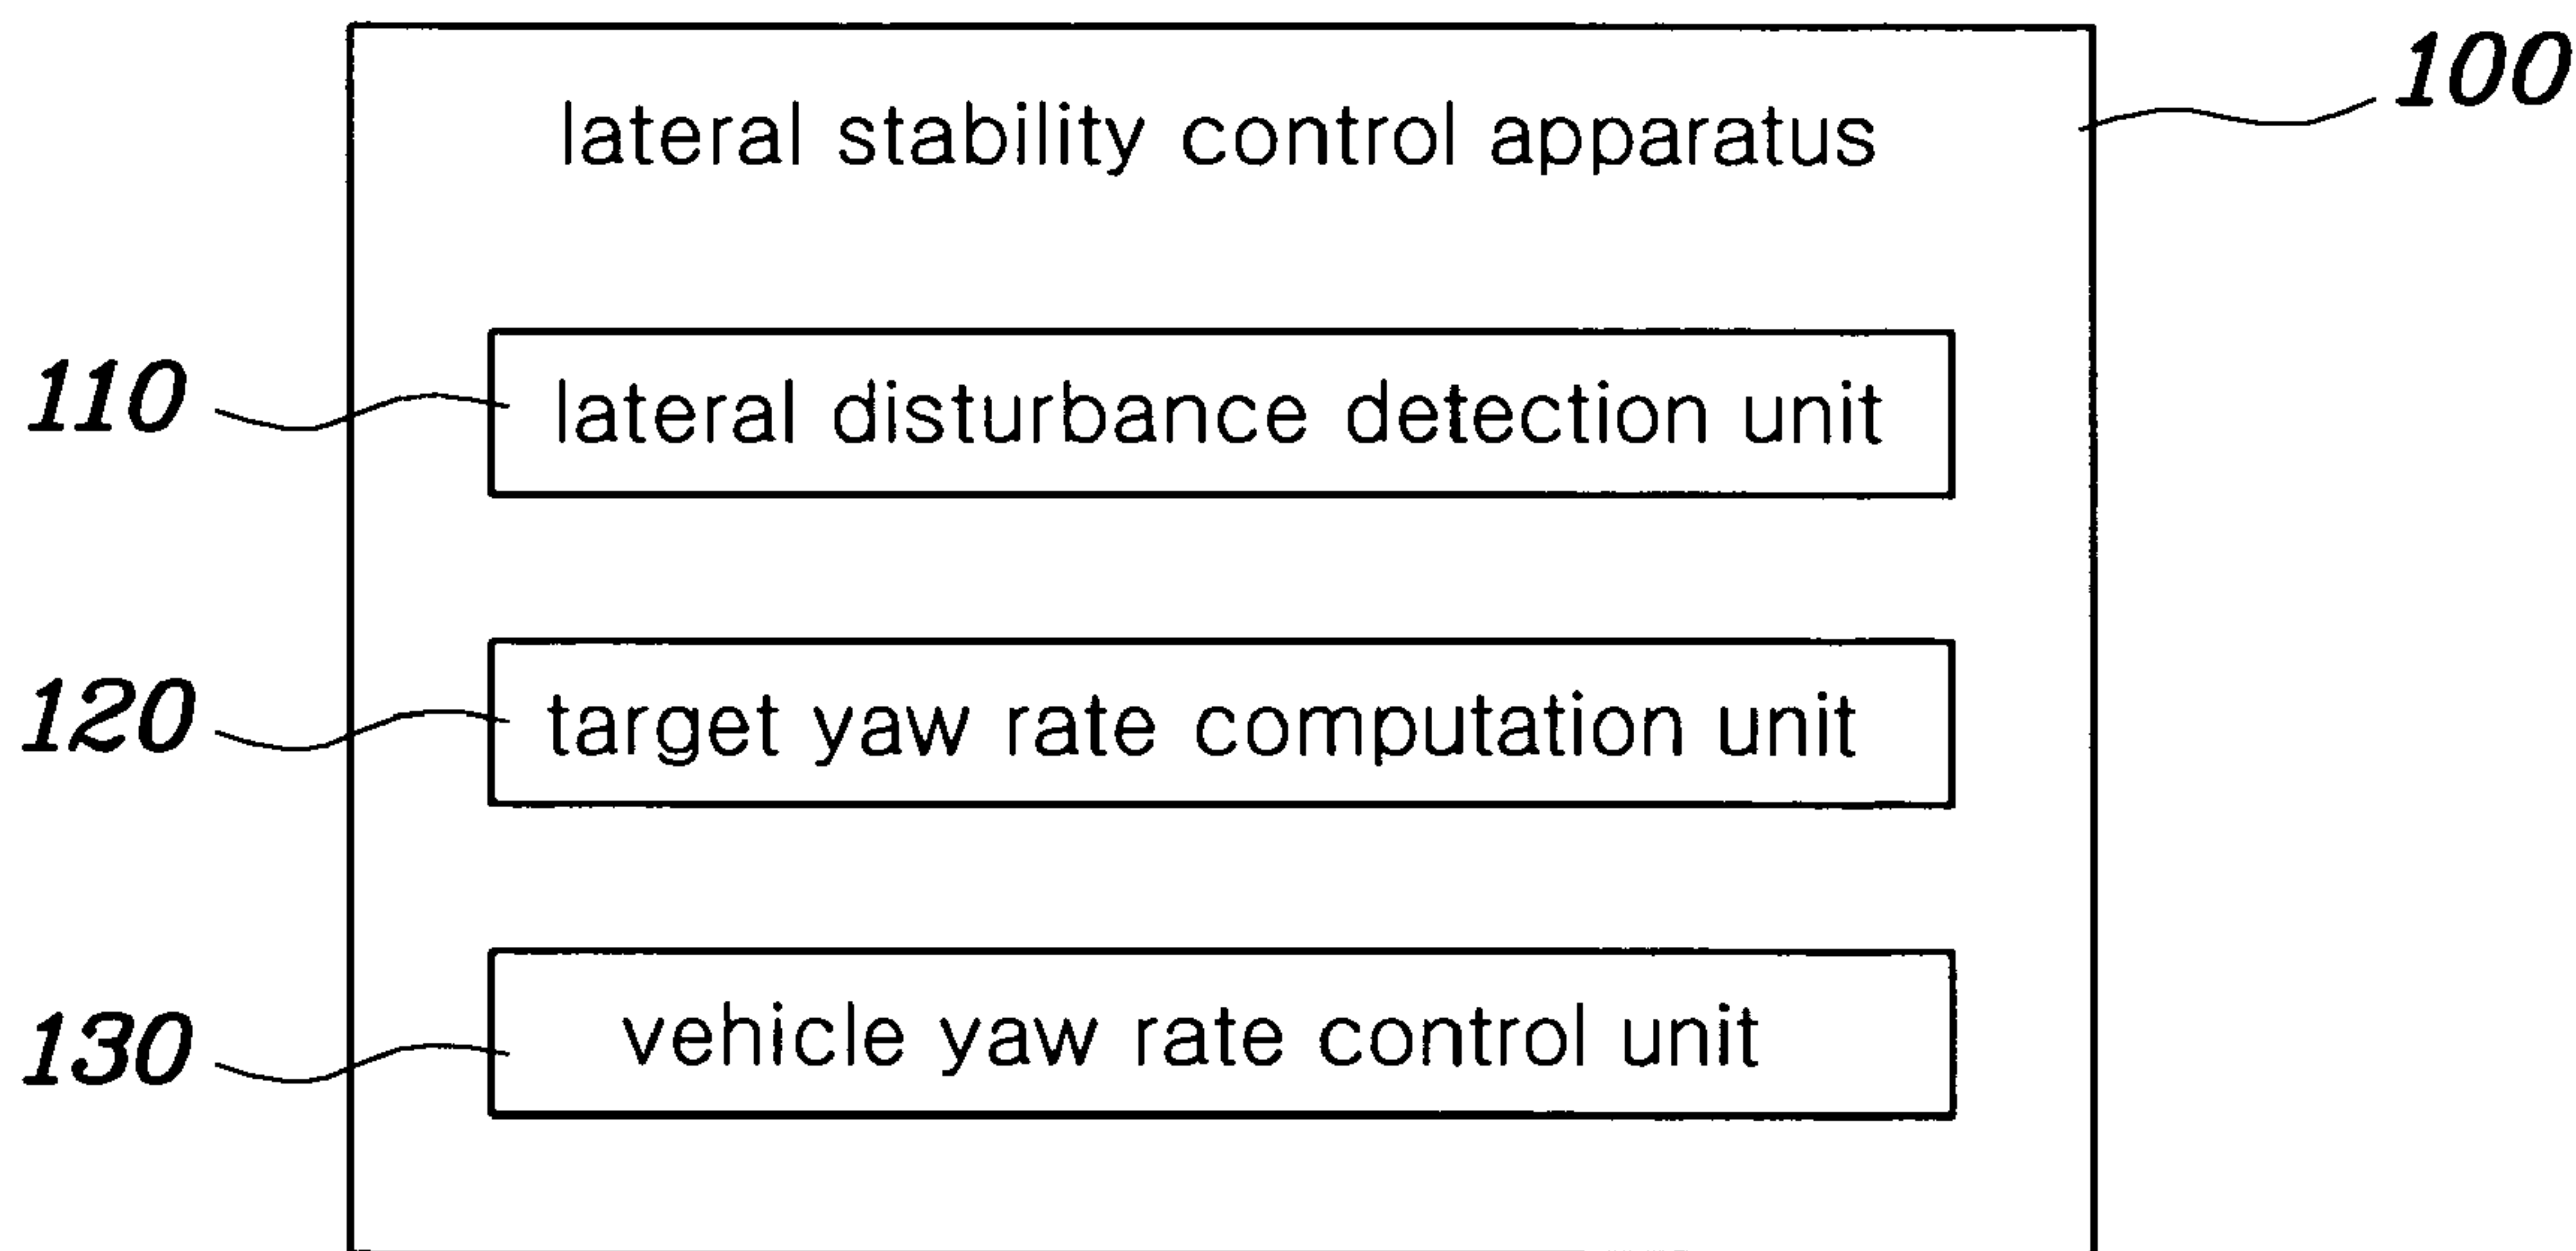 lateral stability control apparatus
100
110
lateral disturbance detection unit
120
target yaw rate computation unit
130
vehicle yaw rate control unit